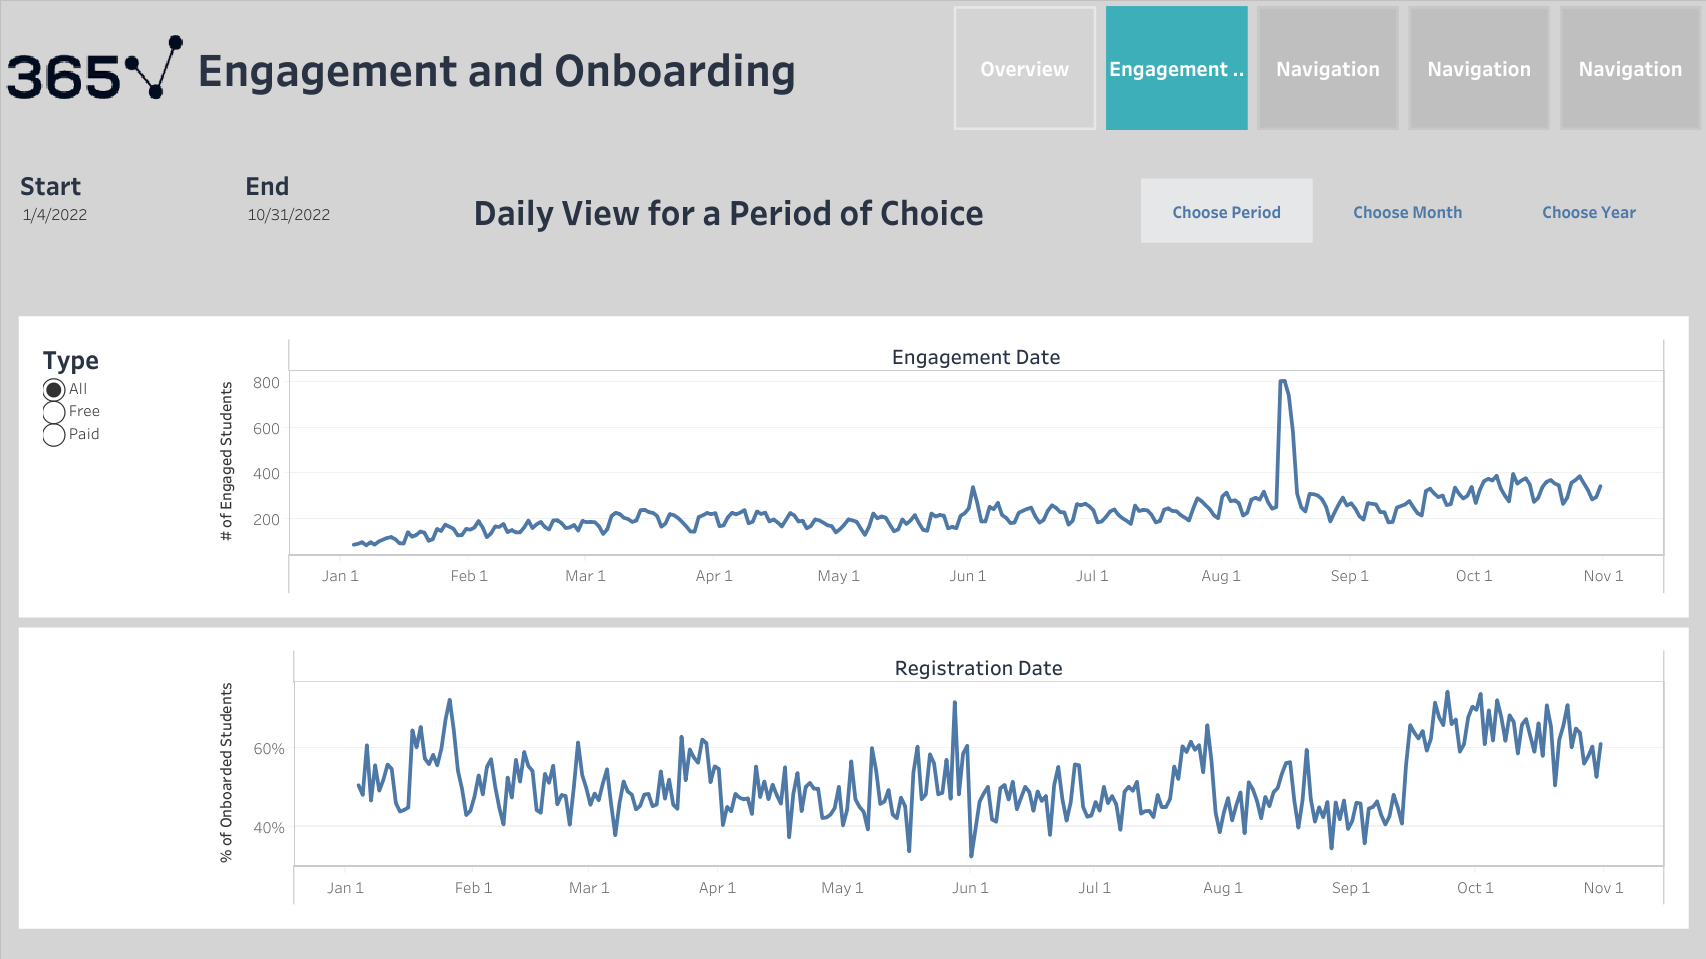 365
Engagement and Onboarding
Overview
Engagement ..
Navigation
Navigation
Navigation
Start
1/4/2022
End
10/31/2022
Daily View for a Period of Choice
Choose Period
Choose Month
Choose Year
Type
All
Free
Paid
Engagement Date
# of Engaged Students
800
600
400
200
Jan 1
Feb 1
Mar 1
Apr 1
May 1
Jun 1
Jul 1
Aug 1
Sep 1
Oct 1
Nov 1
Registration Date
% of Onboarded Students
60%
40%
Jan 1
Feb 1
Mar 1
Apr 1
May 1
Jun 1
Jul 1
Aug 1
Sep 1
Oct 1
Nov 1